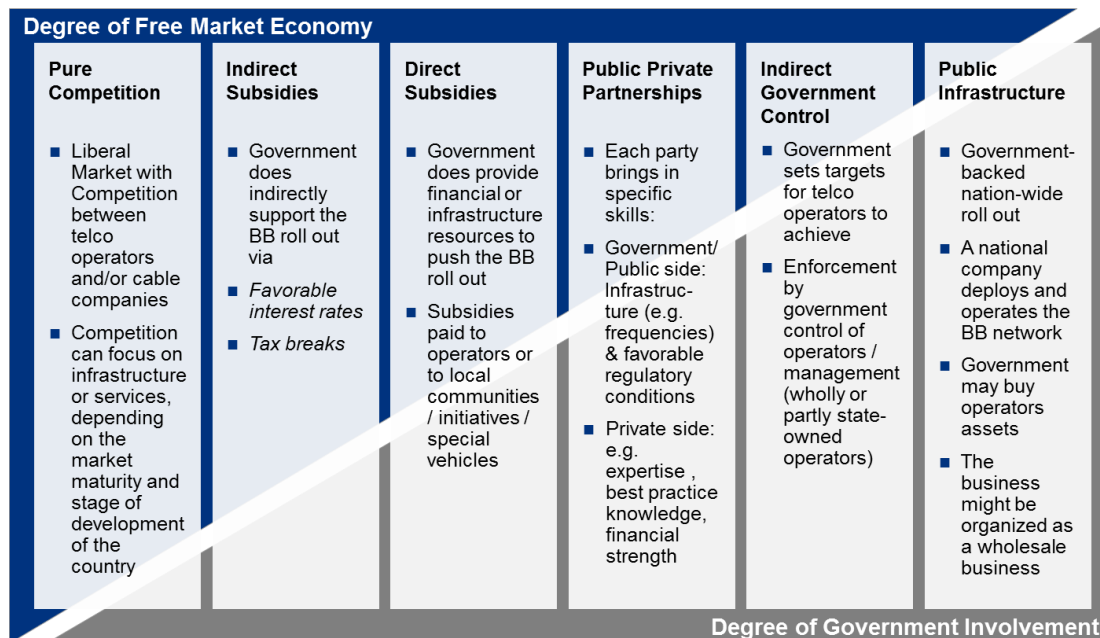 Degree of Free Market Economy
Pure
Competition
Liberal
Market with
Competition
between
telco
operators
and/or cable
companies
Competition
can focus on
infrastructure
or services,
depending
on the
market
maturity and
stage of
development
of the
country
Indirect
Subsidies
Government
does
indirectly
support the
BB roll out
via
Favorable
interest rates
Tax breaks
Direct
Subsidies
Government
does provide
financial or
infrastructure
resources to
push the BB
roll out
Subsidies
paid to
operators or
to local
communities
/ initiatives /
special
vehicles
Public Private
Partnerships
Each party
brings in
specific
skills:
Government/
Public side:
Infrastruc-
ture (e.g.
frequencies)
& favorable
regulatory
conditions
Private side:
e.g.
expertise ,
best practice
knowledge,
financial
strength
Indirect
Government
Control
Government
sets targets
for telco
operators to
achieve
Enforcement
by
government
control of
operators /
management
(wholly or
partly state-
owned
operators)
Public
Infrastructure
Government-
backed
nation-wide
roll out
A national
company
deploys and
operates the
BB network
Government
may buy
operators
assets
The
business
might be
organized as
a wholesale
business
Degree of Government Involvement